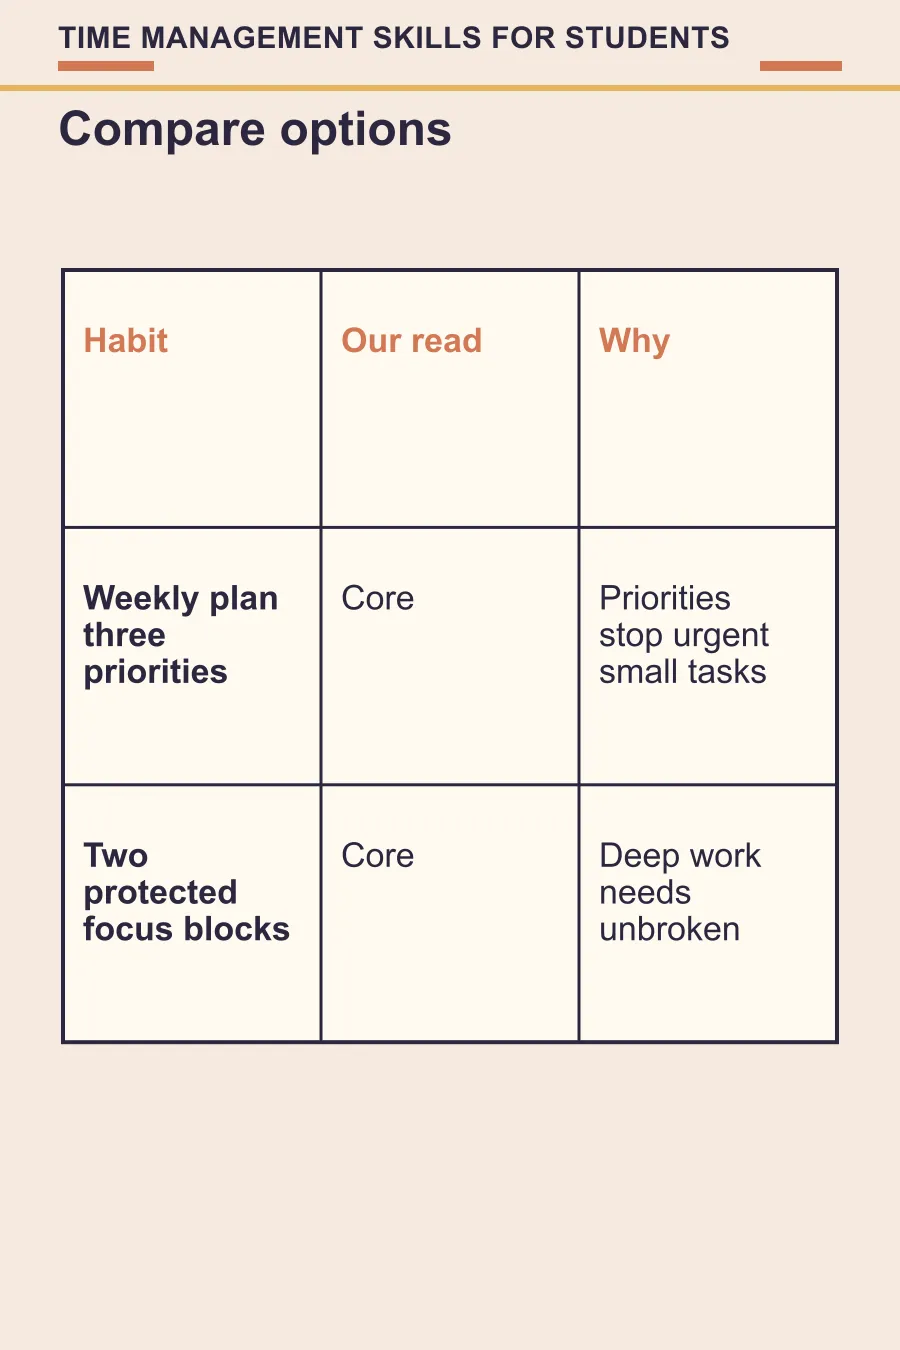 TIME MANAGEMENT SKILLS FOR STUDENTS
Compare options
Habit
Our read
Why
Weekly plan
three
priorities
Core
Priorities
stop urgent
small tasks
Two
protected
focus blocks
Core
Deep work
needs
unbroken